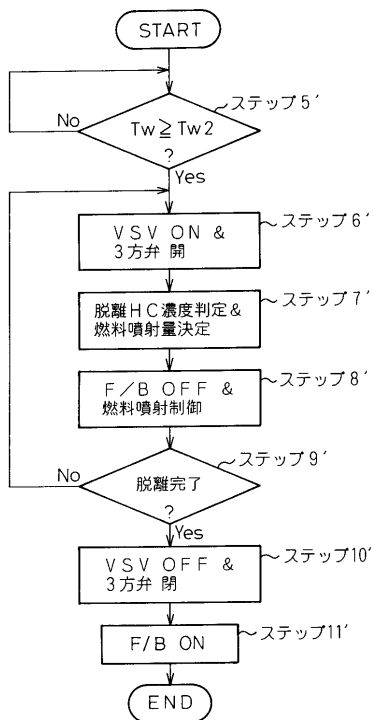 START
ステップ5′
No
Tw≧Tw2
?
Yes
ステップ6′
VSV ON &
3方弁 開
ステップ7′
脱離HC濃度判定&
燃料噴射量決定
ステップ8′
F/B OFF &
燃料噴射制御
ステップ9′
No
脱離完了
?
Yes
ステップ10′
VSV OFF &
3方弁 閉
ステップ11′
F/B ON
END